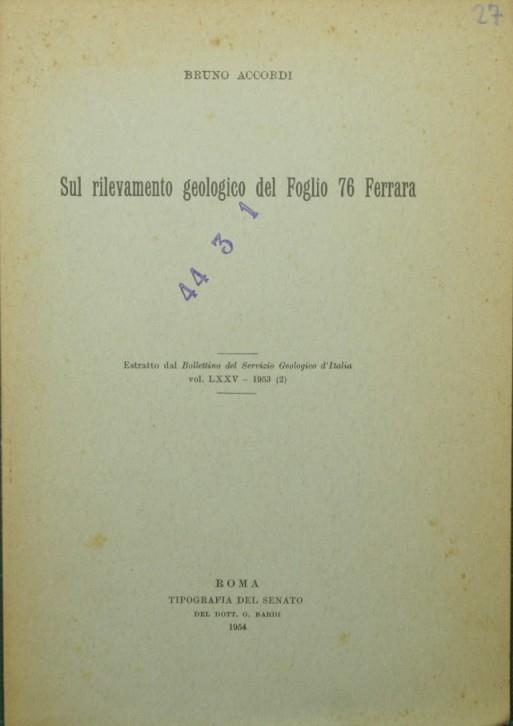 27
BRUNO ACCORDI
Sul rilevamento geologico del Foglio 76 Ferrara
44 3 1
Estratto dal Bollettino del Servizio Geologico d'Italia
vol. LXXV - 1953 (2)
ROMA
TIPOGRAFIA DEL SENATO
DEL DOTT. G. BARDI
1954